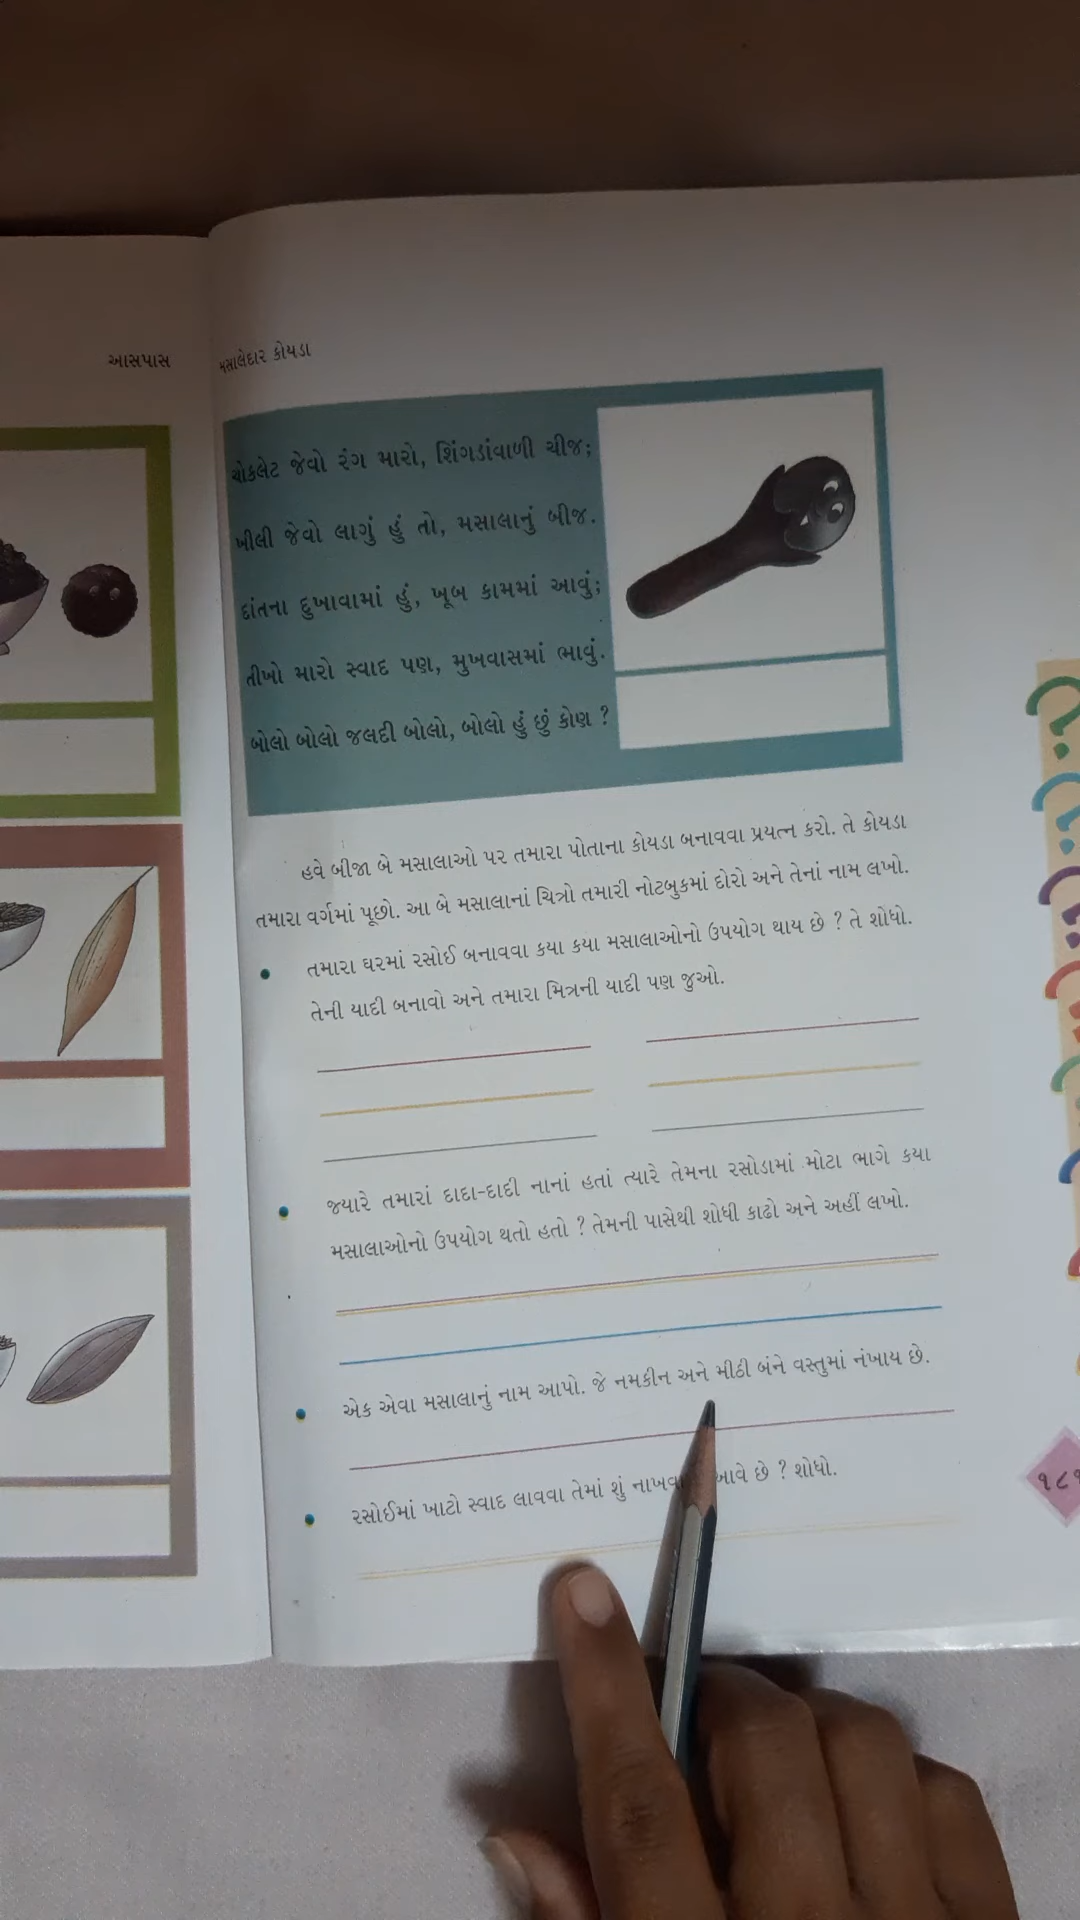 આસપાસ
મસાલેદાર કોયડા
ચોકલેટ જેવો રંગ મારો, શિંગડાંવાળી ચીજ;
ખીલી જેવો લાગું હું તો, મસાલાનું બીજ.
દાંતના દુખાવામાં હું, ખૂબ કામમાં આવું;
તીખો મારો સ્વાદ પણ, મુખવાસમાં ભાવું.
બોલો બોલો જલદી બોલો, બોલો હું છું કોણ ?
હવે બીજા બે મસાલાઓ પર તમારા પોતાના કોયડા બનાવવા પ્રયત્ન કરો. તે કોયડા
તમારા વર્ગમાં પૂછો. આ બે મસાલાનાં ચિત્રો તમારી નોટબુકમાં દોરો અને તેનાં નામ લખો.
• તમારા ઘરમાં રસોઈ બનાવવા કયા કયા મસાલાઓનો ઉપયોગ થાય છે ? તે શોધો.
તેની યાદી બનાવો અને તમારા મિત્રની યાદી પણ જુઓ.
• જ્યારે તમારાં દાદા-દાદી નાનાં હતાં ત્યારે તેમના રસોડામાં મોટા ભાગે કયા
મસાલાઓનો ઉપયોગ થતો હતો ? તેમની પાસેથી શોધી કાઢો અને અહીં લખો.
• એક એવા મસાલાનું નામ આપો. જે નમકીન અને મીઠી બંને વસ્તુમાં નંખાય છે.
• રસોઈમાં ખાટો સ્વાદ લાવવા તેમાં શું આવે છે ? શોધો.